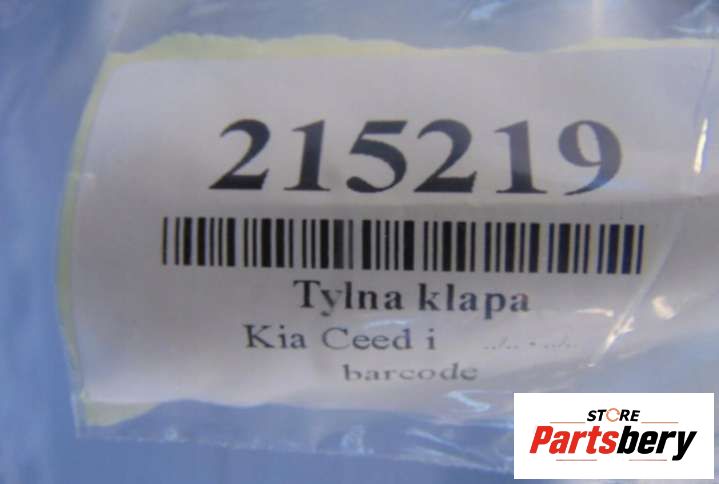 215219
Tylna klapa
Kia Ceed i
barcode
STORE
Partsbery